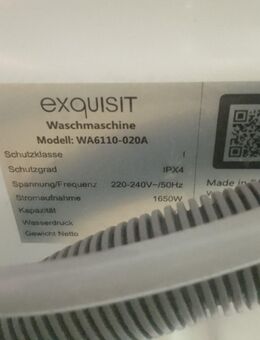 exquisit
Waschmaschine
Modell: WA6110-020A
Schutzklasse I
Schutzgrad IPX4
Spannung/Frequenz 220-240V~/50Hz
Stromaufnahme 1650W
Kapazität
Wasserdruck
Gewicht Netto
Made in